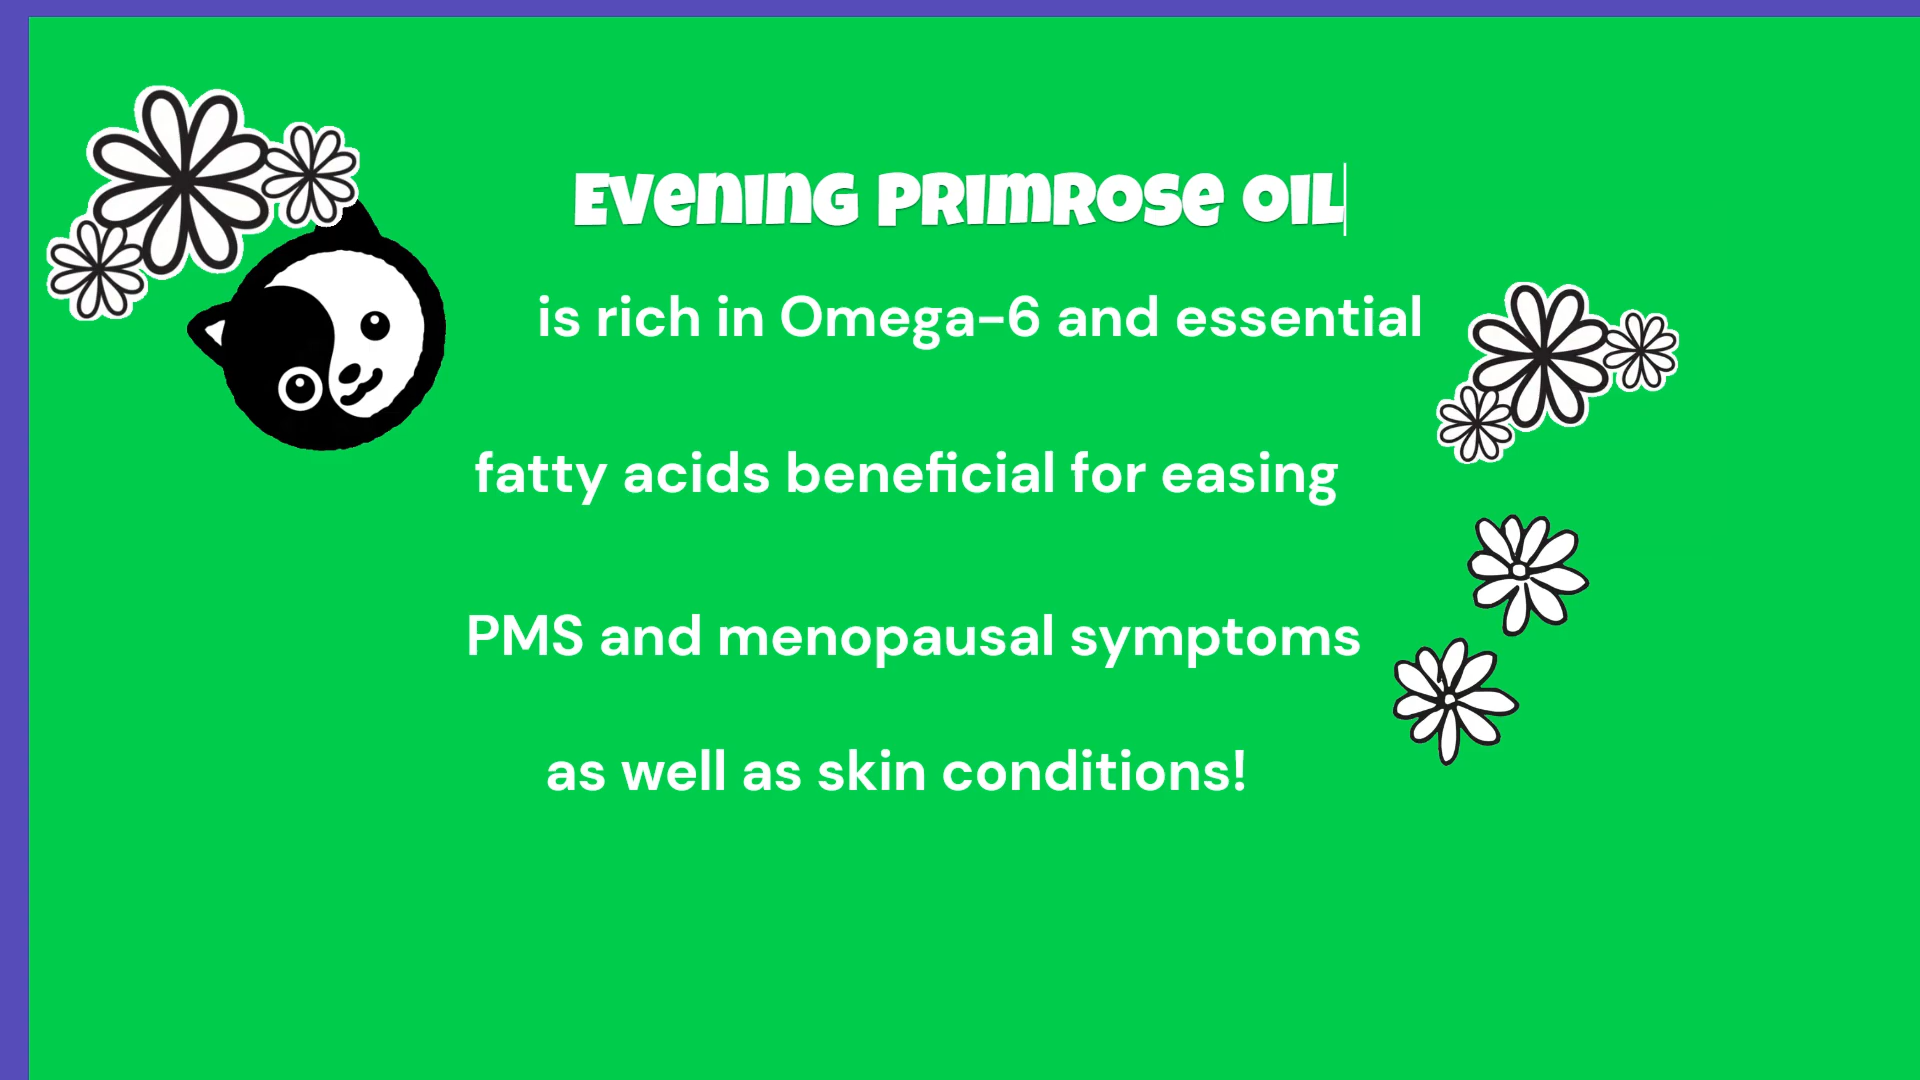 Evening Primrose Oil
is rich in Omega-6 and essential
fatty acids beneficial for easing
PMS and menopausal symptoms
as well as skin conditions!